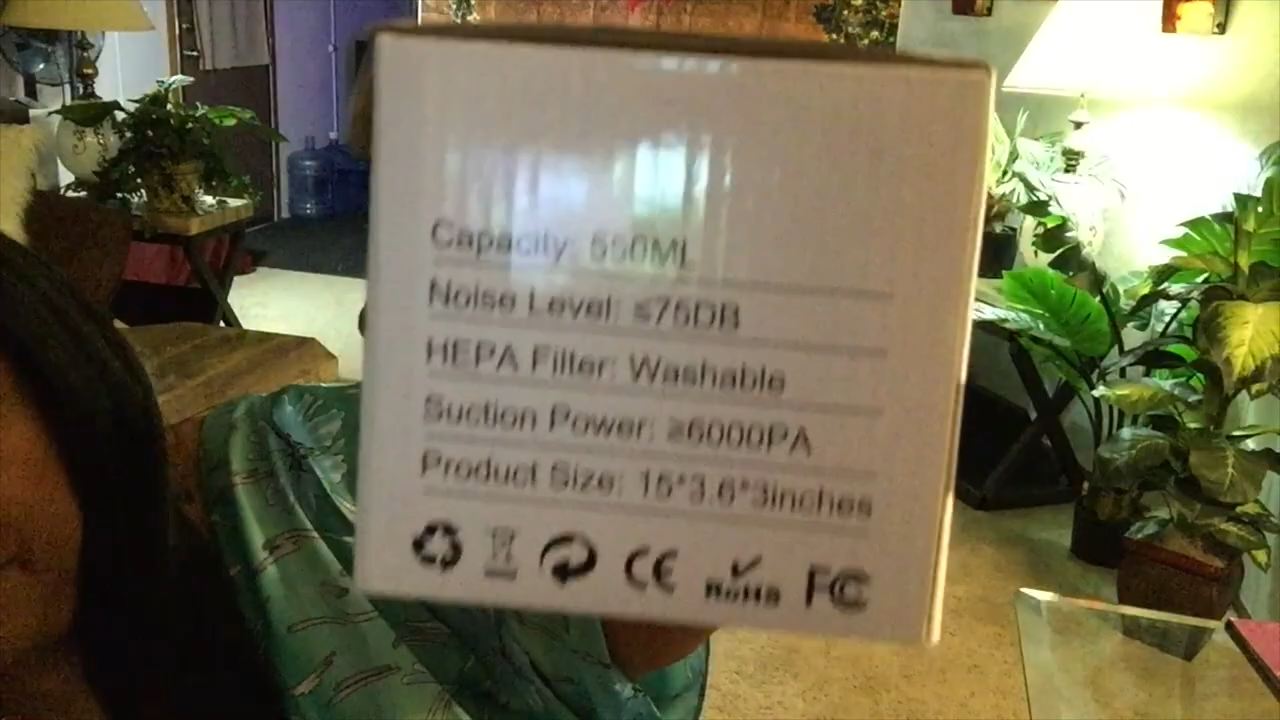 Capacity: 550ML
Noise Level: ≤75DB
HEPA Filter: Washable
Suction Power: ≥6000PA
Product Size: 15*3.6*3inches
CE RoHS FC